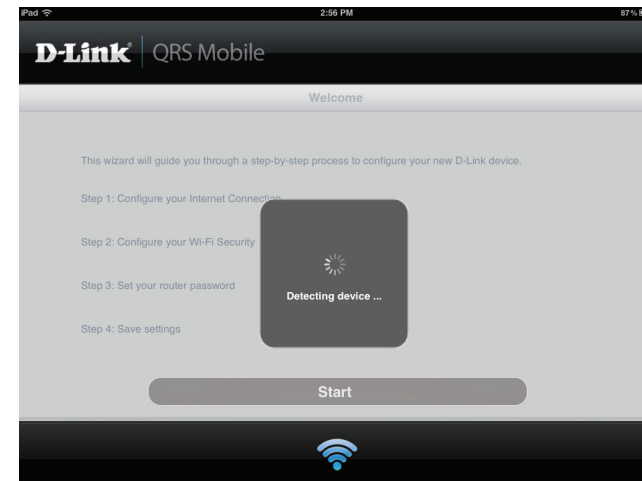 iPad 2:56 PM 87%
D-Link QRS Mobile
Welcome
This wizard will guide you through a step-by-step process to configure your new D-Link device.
Step 1: Configure your Internet Connection
Step 2: Configure your Wi-Fi Security
Detecting device ...
Step 3: Set your router password
Step 4: Save settings
Start